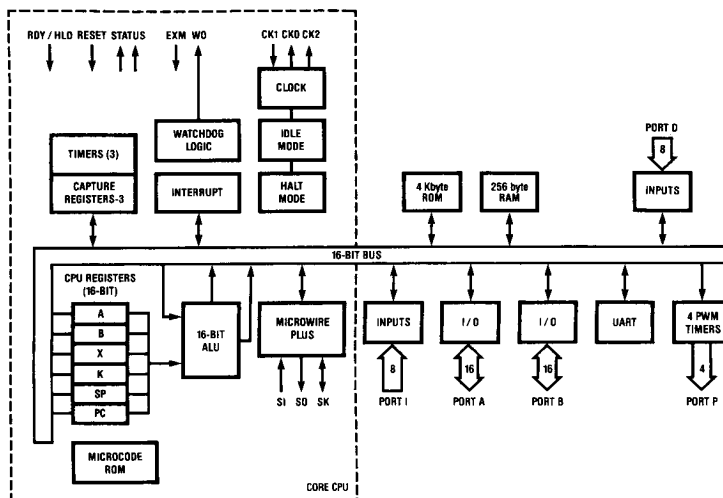 RDY / HLD RESET STATUS EXM WO CK1 CKO CK2
CLOCK
WATCHDOG
LOGIC
IDLE
MODE
TIMERS (3)
CAPTURE
REGISTERS-3
INTERRUPT
HALT
MODE
4 Kbyte
ROM
256 byte
RAM
PORT D
8
INPUTS
16-BIT BUS
CPU REGISTERS
(16-BIT)
A
B
X
K
SP
PC
16-BIT
ALU
MICROWIRE
PLUS
SI SO SK
INPUTS
8
PORT I
I / O
16
PORT A
I / O
16
PORT B
UART
4 PWM
TIMERS
4
PORT P
MICROCODE
ROM
CORE CPU